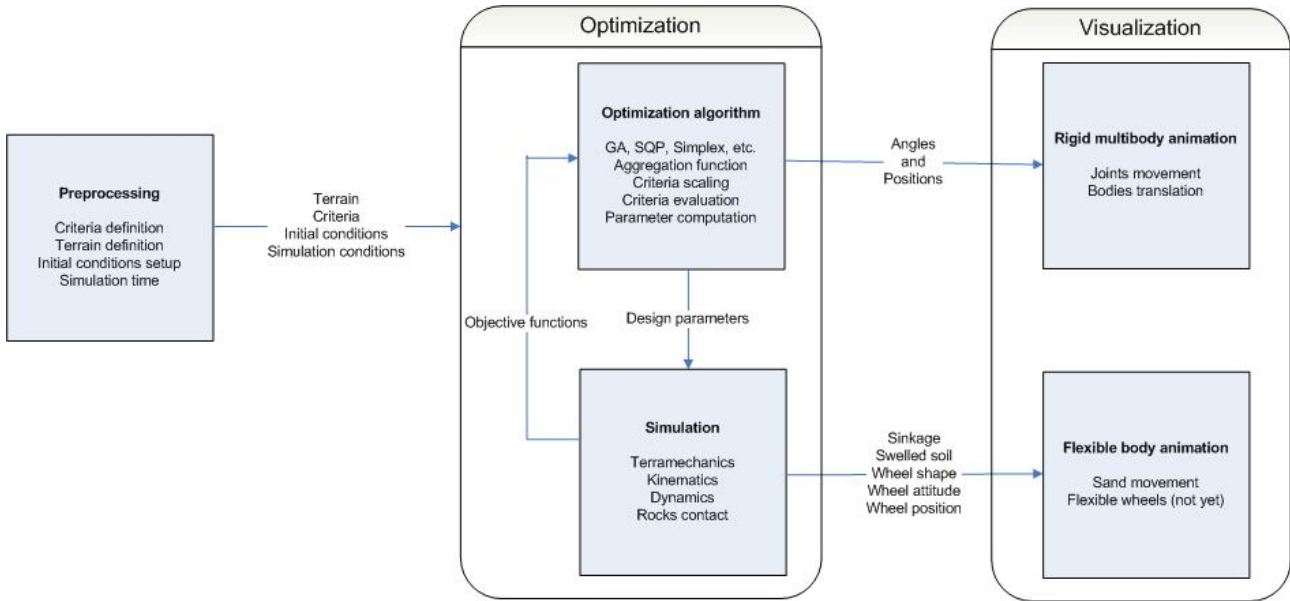 Optimization
Visualization
Preprocessing
Criteria definition
Terrain definition
Initial conditions setup
Simulation time
Terrain
Criteria
Initial conditions
Simulation conditions
Optimization algorithm
GA, SQP, Simplex, etc.
Aggregation function
Criteria scaling
Criteria evaluation
Parameter computation
Angles
and
Positions
Rigid multibody animation
Joints movement
Bodies translation
Objective functions
Design parameters
Simulation
Terramechanics
Kinematics
Dynamics
Rocks contact
Sinkage
Swelled soil
Wheel shape
Wheel attitude
Wheel position
Flexible body animation
Sand movement
Flexible wheels (not yet)